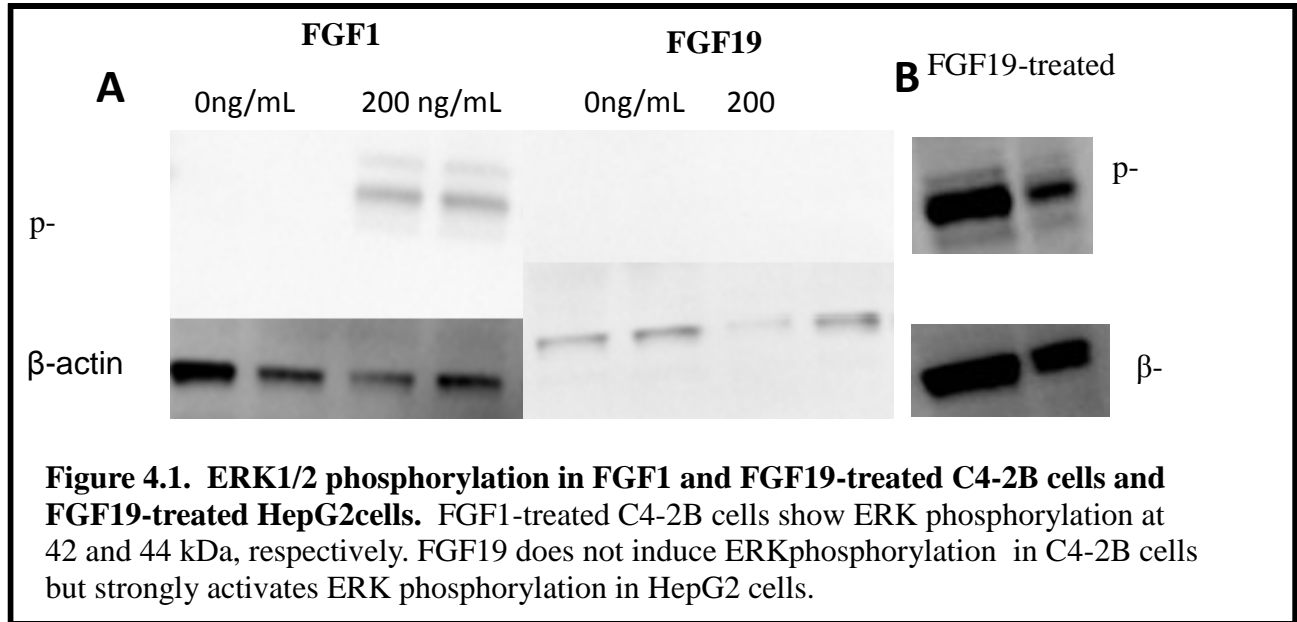 FGF1
FGF19
A
B FGF19-treated
0ng/mL 200 ng/mL
0ng/mL 200
p-
p-
β-actin
β-
Figure 4.1. ERK1/2 phosphorylation in FGF1 and FGF19-treated C4-2B cells and
FGF19-treated HepG2cells. FGF1-treated C4-2B cells show ERK phosphorylation at
42 and 44 kDa, respectively. FGF19 does not induce ERKphosphorylation in C4-2B cells
but strongly activates ERK phosphorylation in HepG2 cells.